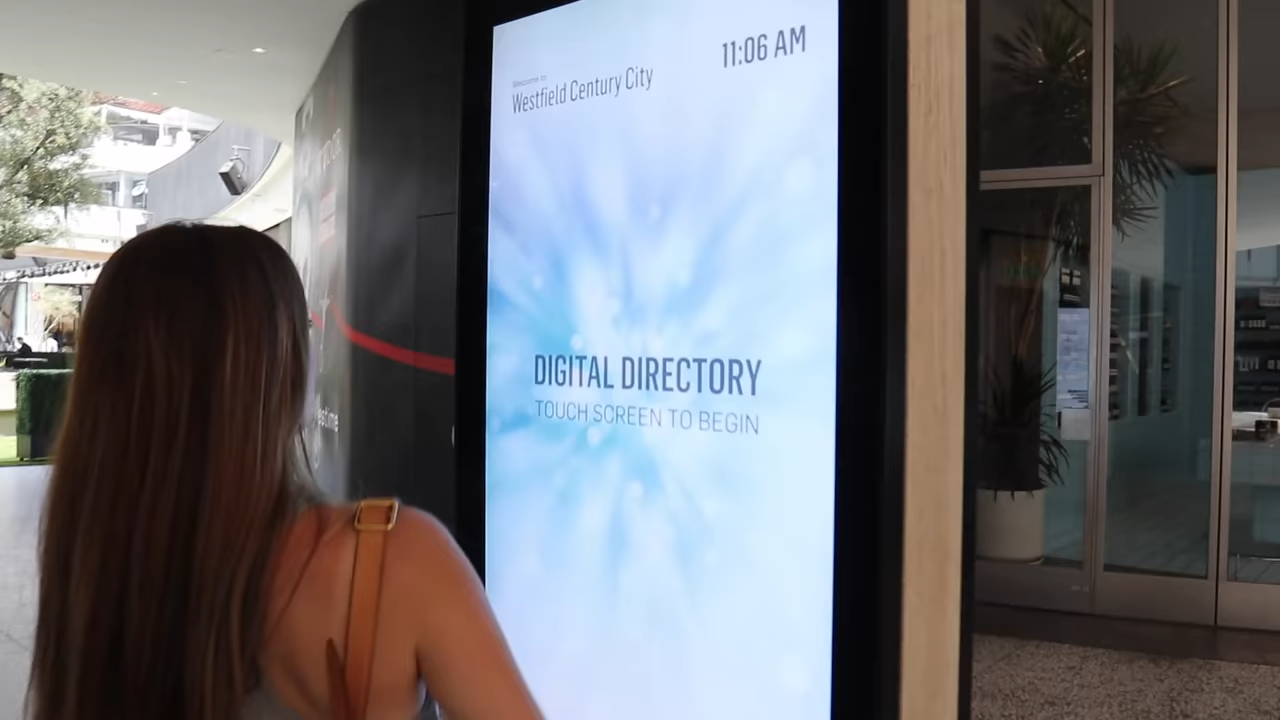 11:06 AM
Welcome to
Westfield Century City
DIGITAL DIRECTORY
TOUCH SCREEN TO BEGIN